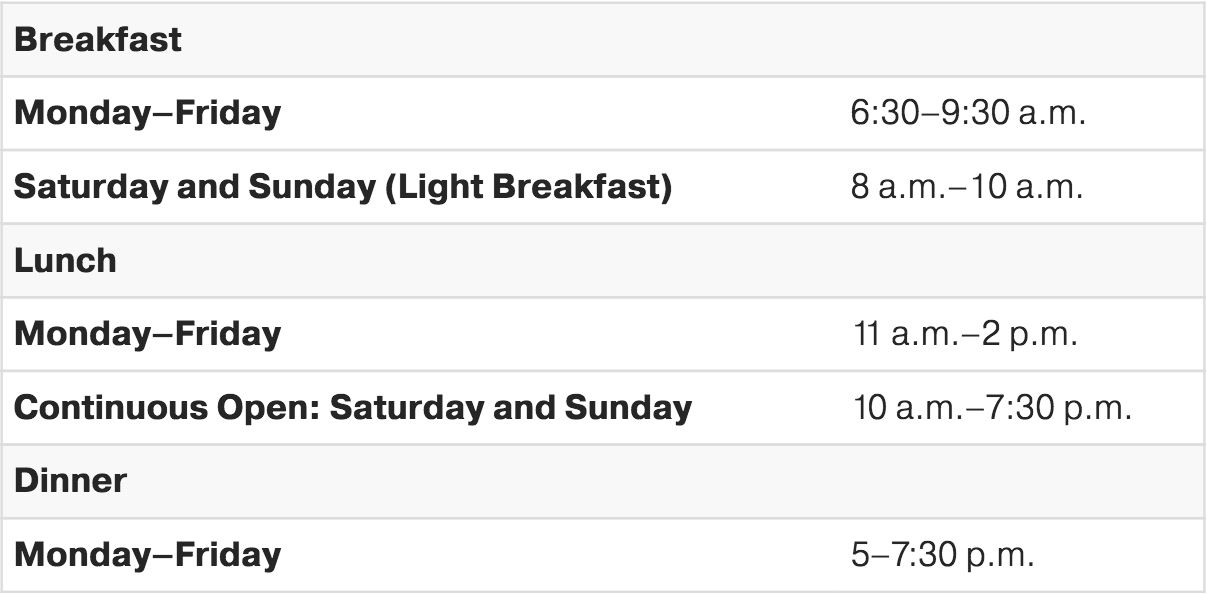 Breakfast
Monday–Friday 6:30–9:30 a.m.
Saturday and Sunday (Light Breakfast) 8 a.m.–10 a.m.
Lunch
Monday–Friday 11 a.m.–2 p.m.
Continuous Open: Saturday and Sunday 10 a.m.–7:30 p.m.
Dinner
Monday–Friday 5–7:30 p.m.